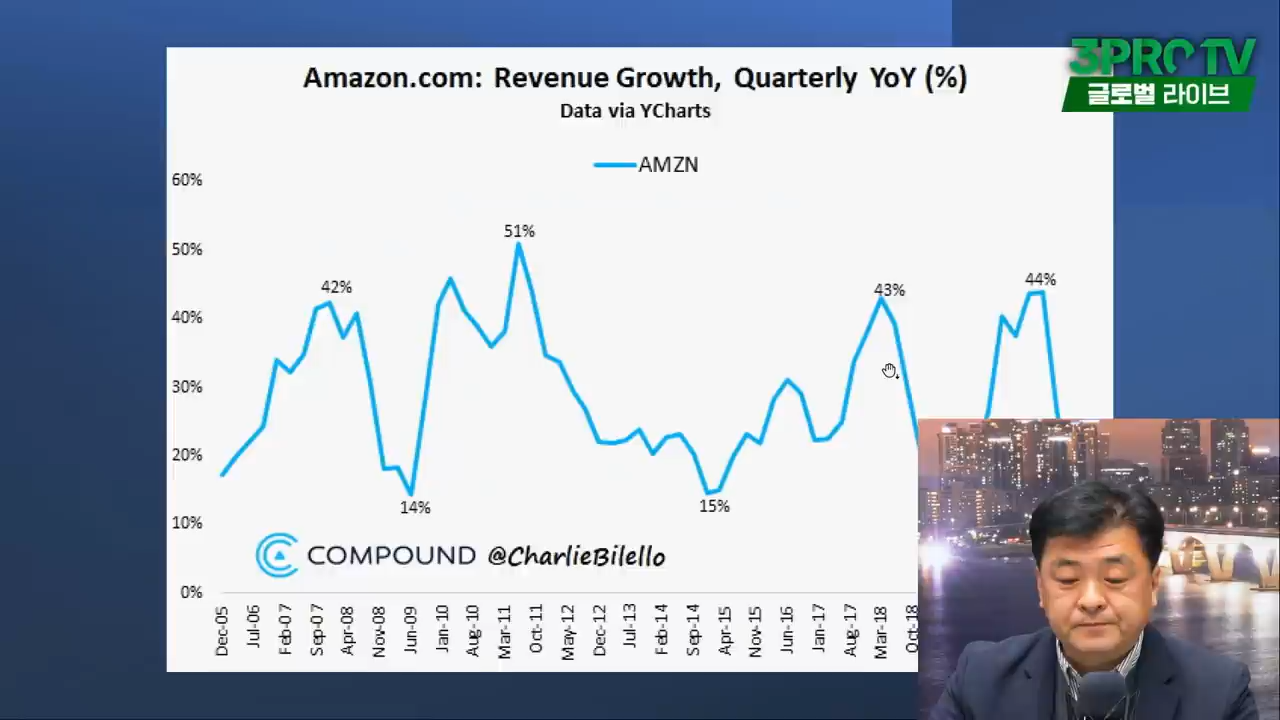 3PRO TV
글로벌 라이브
Amazon.com: Revenue Growth, Quarterly YoY (%)
Data via YCharts
AMZN
60%
50%
40%
30%
20%
10%
0%
42%
14%
51%
15%
43%
44%
COMPOUND @CharlieBilello
Dec-05
Jul-06
Feb-07
Sep-07
Apr-08
Nov-08
Jun-09
Jan-10
Aug-10
Mar-11
Oct-11
May-12
Dec-12
Jul-13
Feb-14
Sep-14
Apr-15
Nov-15
Jun-16
Jan-17
Aug-17
Mar-18
Oct-18